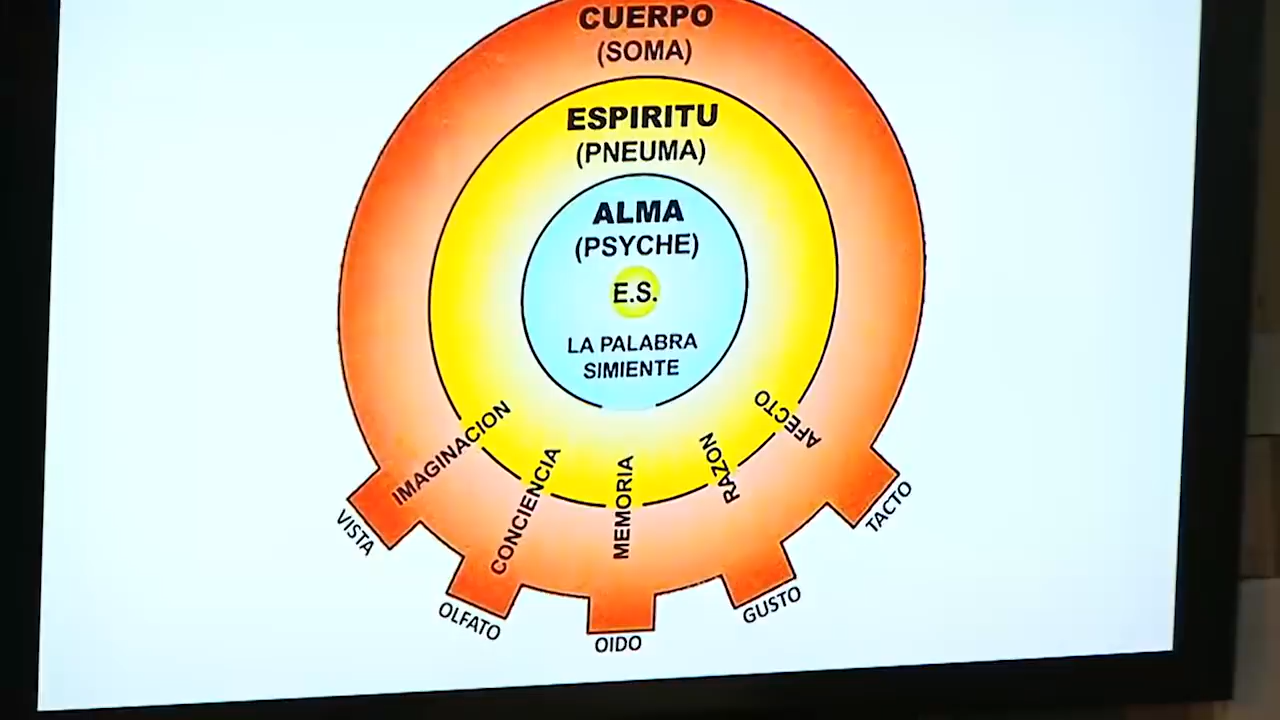 CUERPO
(SOMA)
ESPIRITU
(PNEUMA)
ALMA
(PSYCHE)
E.S.
LA PALABRA
SIMIENTE
IMAGINACION
CONCIENCIA
MEMORIA
RAZON
AFECTO
VISTA
OLFATO
OIDO
GUSTO
TACTO